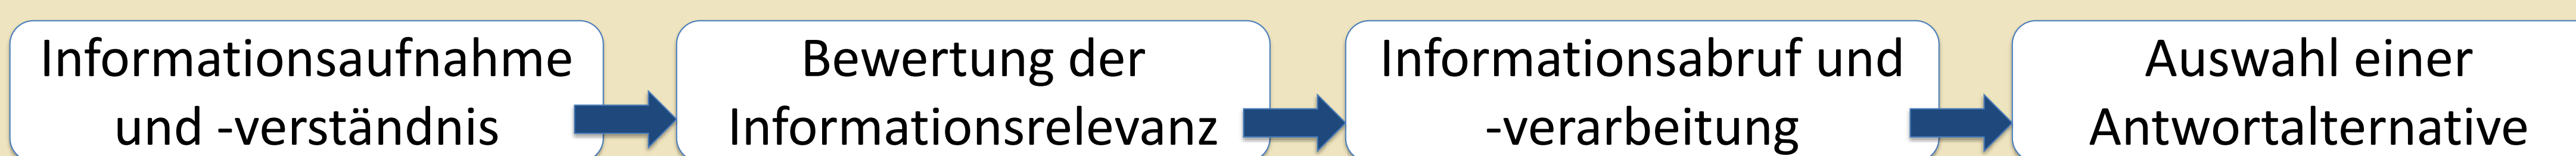 Informationsaufnahme
und -verständnis
Bewertung der
Informationsrelevanz
Informationsabruf und
-verarbeitung
Auswahl einer
Antwortalternative